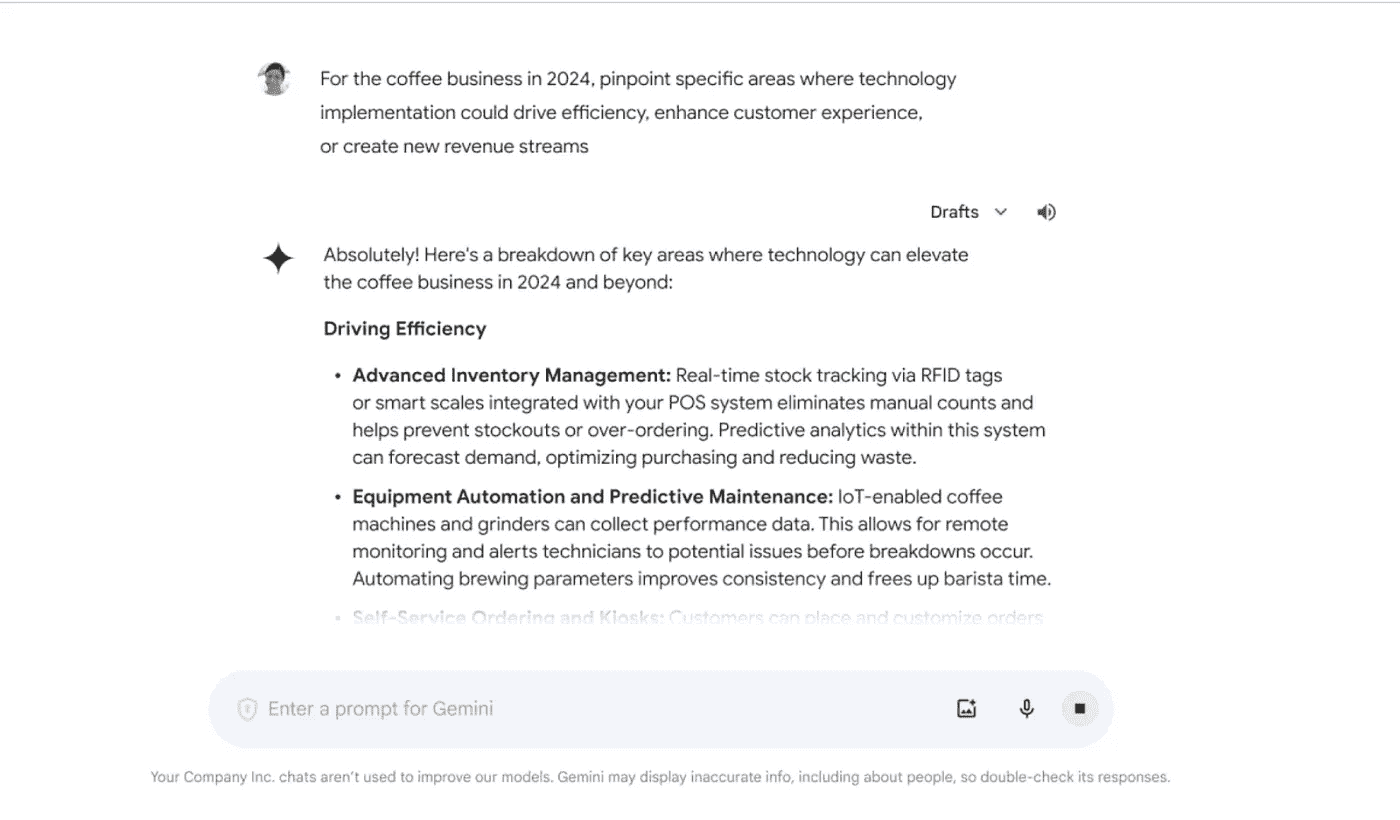 For the coffee business in 2024, pinpoint specific areas where technology
implementation could drive efficiency, enhance customer experience,
or create new revenue streams
Drafts
Absolutely! Here's a breakdown of key areas where technology can elevate
the coffee business in 2024 and beyond:
Driving Efficiency
• Advanced Inventory Management: Real-time stock tracking via RFID tags
or smart scales integrated with your POS system eliminates manual counts and
helps prevent stockouts or over-ordering. Predictive analytics within this system
can forecast demand, optimizing purchasing and reducing waste.
• Equipment Automation and Predictive Maintenance: IoT-enabled coffee
machines and grinders can collect performance data. This allows for remote
monitoring and alerts technicians to potential issues before breakdowns occur.
Automating brewing parameters improves consistency and frees up barista time.
• Self-Service Ordering and Kiosks: Customers can place and customize orders
Enter a prompt for Gemini
Your Company Inc. chats aren’t used to improve our models. Gemini may display inaccurate info, including about people, so double-check its responses.